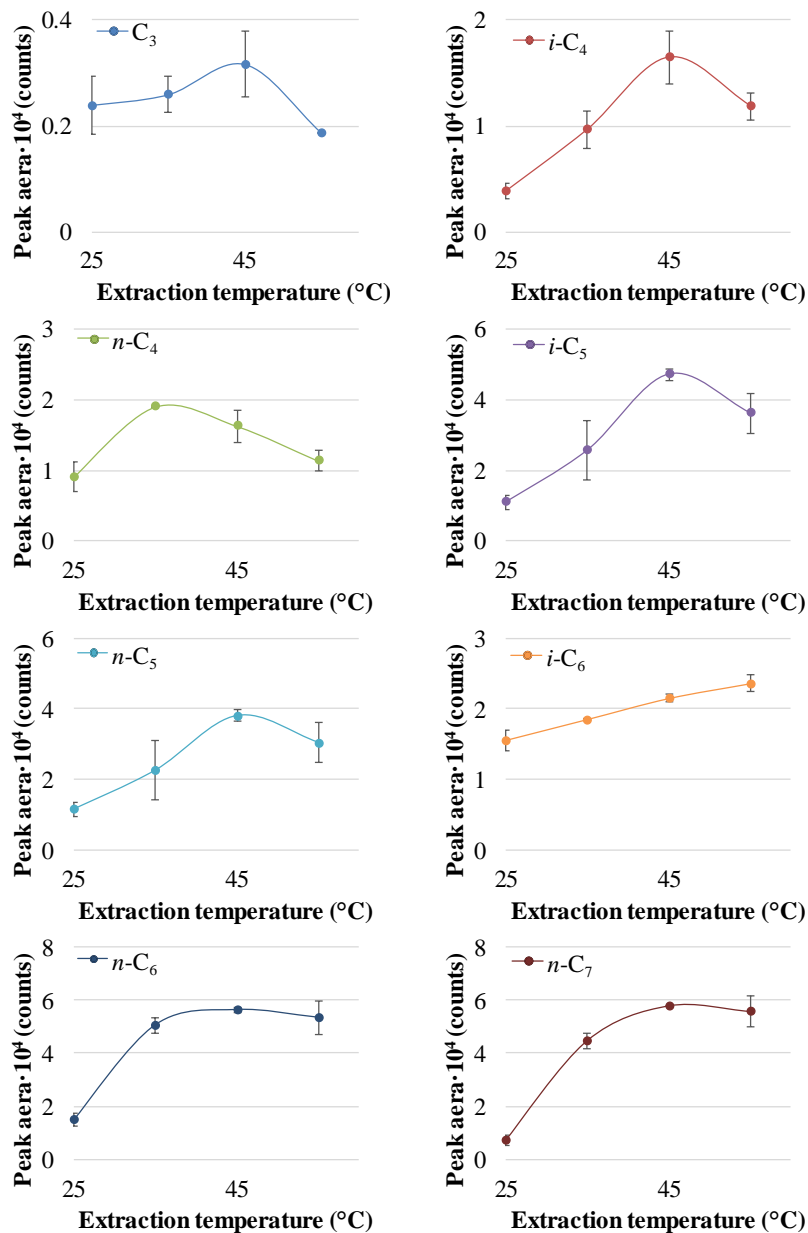 C₃
0.4
0.2
0
25 45
Peak aera·10⁴ (counts)
Extraction temperature (°C)
i-C₄
2
1
0
25 45
Peak aera·10⁴ (counts)
Extraction temperature (°C)
n-C₄
3
2
1
0
25 45
Peak aera·10⁴ (counts)
Extraction temperature (°C)
i-C₅
6
4
2
0
25 45
Peak aera·10⁴ (counts)
Extraction temperature (°C)
n-C₅
6
4
2
0
25 45
Peak aera·10⁴ (counts)
Extraction temperature (°C)
i-C₆
3
2
1
0
25 45
Peak aera·10⁴ (counts)
Extraction temperature (°C)
n-C₆
8
6
4
2
0
25 45
Peak aera·10⁴ (counts)
Extraction temperature (°C)
n-C₇
8
6
4
2
0
25 45
Peak aera·10⁴ (counts)
Extraction temperature (°C)